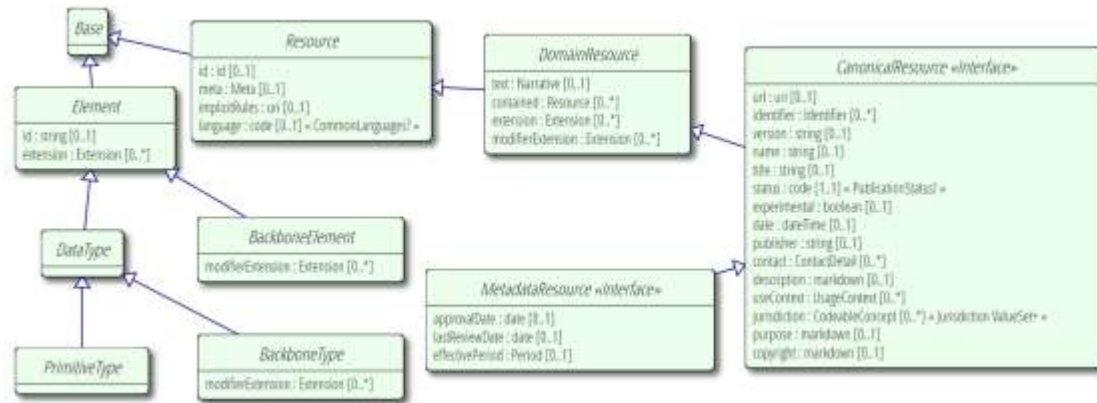 Base
Resource
id : id [0..1]
meta : Meta [0..1]
implicitRules : uri [0..1]
language : code [0..1] « CommonLanguages? »
DomainResource
text : Narrative [0..1]
contained : Resource [0..*]
extension : Extension [0..*]
modifierExtension : Extension [0..*]
CanonicalResource «Interface»
url : uri [0..1]
identifier : Identifier [0..*]
version : string [0..1]
name : string [0..1]
title : string [0..1]
status : code [1..1] « PublicationStatus! »
experimental : boolean [0..1]
date : dateTime [0..1]
publisher : string [0..1]
contact : ContactDetail [0..*]
description : markdown [0..1]
useContext : UsageContext [0..*]
jurisdiction : CodeableConcept [0..*] « Jurisdiction ValueSet+ »
purpose : markdown [0..1]
copyright : markdown [0..1]
Element
id : string [0..1]
extension : Extension [0..*]
DataType
BackboneElement
modifierExtension : Extension [0..*]
MetadataResource «Interface»
approvalDate : date [0..1]
lastReviewDate : date [0..1]
effectivePeriod : Period [0..1]
PrimitiveType
BackboneType
modifierExtension : Extension [0..*]